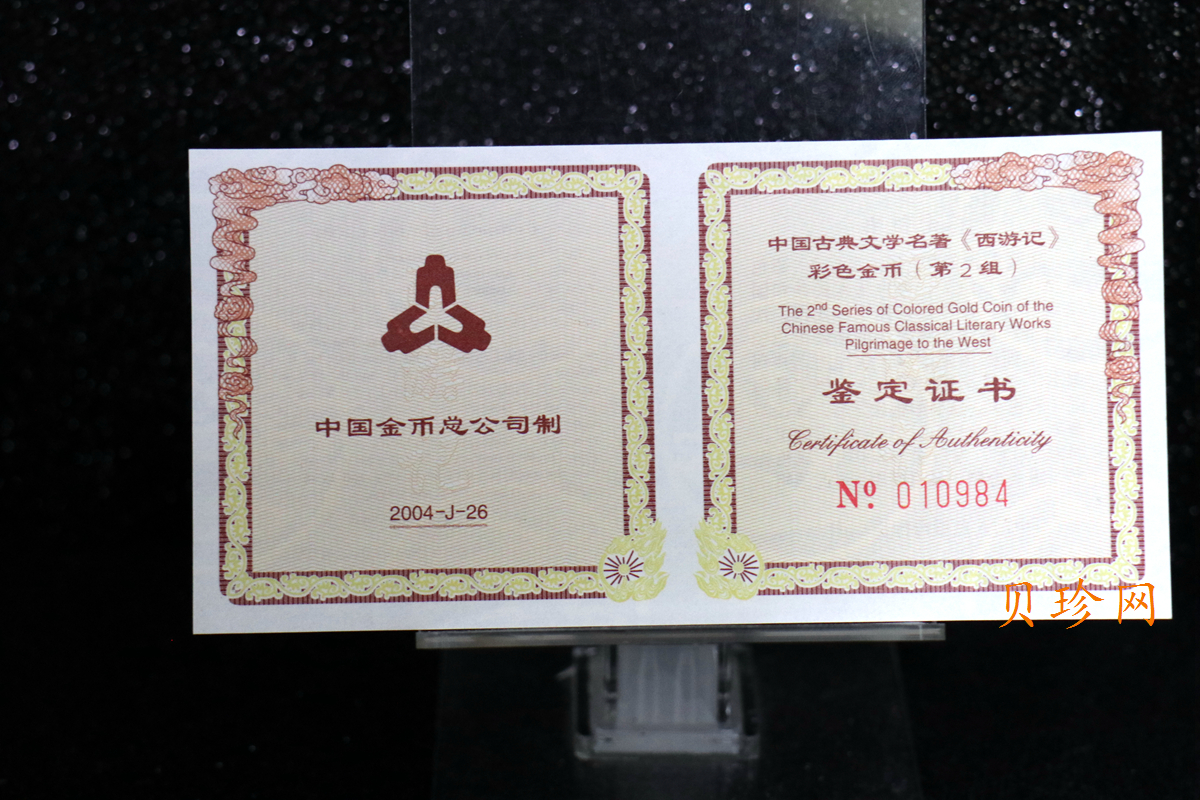 中国金币总公司制
2004-J-26
中国古典文学名著《西游记》
彩色金币（第2组）
The 2nd Series of Colored Gold Coin of the
Chinese Famous Classical Literary Works
Pilgrimage to the West
鉴定证书
Certificate of Authenticity
Nº 010984
贝珍网